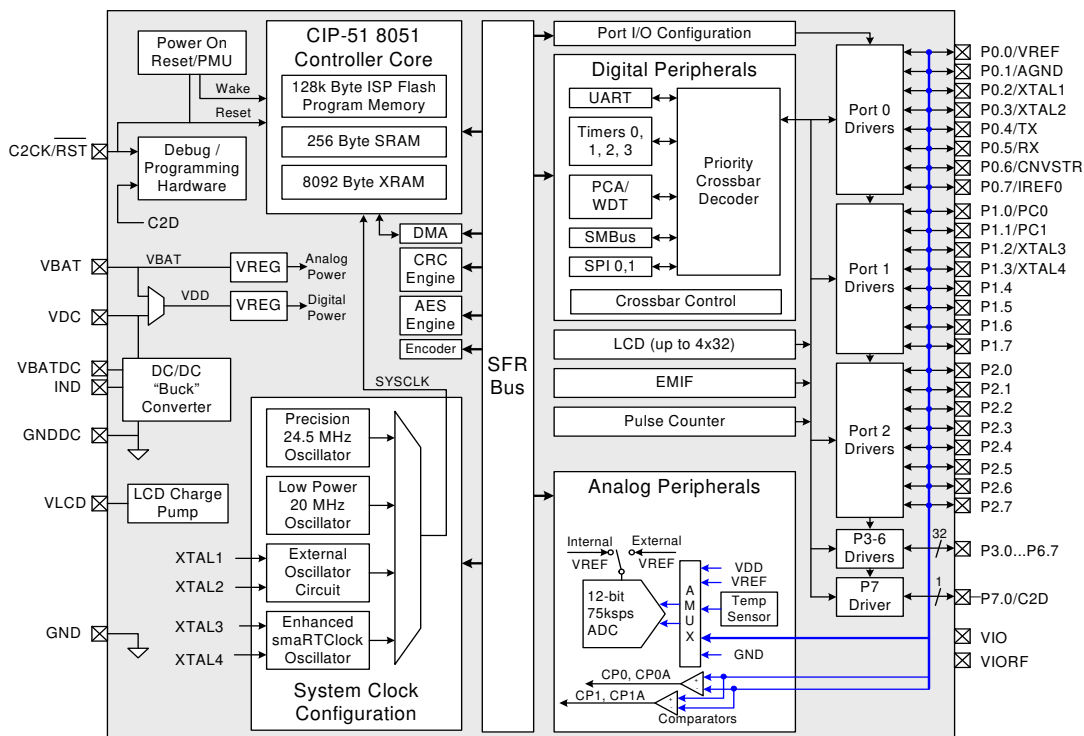 Power On
Reset/PMU
Wake
Reset
C2CK/RST
Debug /
Programming
Hardware
C2D
VBAT
VBAT
VREG
Analog
Power
VDD
VREG
Digital
Power
VDC
VBATDC
IND
DC/DC
“Buck”
Converter
GNDDC
VLCD
LCD Charge
Pump
XTAL1
XTAL2
XTAL3
XTAL4
GND
CIP-51 8051
Controller Core
128k Byte ISP Flash
Program Memory
256 Byte SRAM
8092 Byte XRAM
DMA
CRC
Engine
AES
Engine
Encoder
SYSCLK
Precision
24.5 MHz
Oscillator
Low Power
20 MHz
Oscillator
External
Oscillator
Circuit
Enhanced
smaRTClock
Oscillator
System Clock
Configuration
SFR
Bus
Port I/O Configuration
Digital Peripherals
UART
Timers 0,
1, 2, 3
PCA/
WDT
SMBus
SPI 0,1
Priority
Crossbar
Decoder
Crossbar Control
LCD (up to 4x32)
EMIF
Pulse Counter
Analog Peripherals
Internal
VREF
External
VREF
12-bit
75ksps
ADC
A
M
U
X
VDD
VREF
Temp
Sensor
GND
CP0, CP0A
+
-
CP1, CP1A
+
-
Comparators
Port 0
Drivers
Port 1
Drivers
Port 2
Drivers
P3-6
Drivers
P7
Driver
32
1
P0.0/VREF
P0.1/AGND
P0.2/XTAL1
P0.3/XTAL2
P0.4/TX
P0.5/RX
P0.6/CNVSTR
P0.7/IREF0
P1.0/PC0
P1.1/PC1
P1.2/XTAL3
P1.3/XTAL4
P1.4
P1.5
P1.6
P1.7
P2.0
P2.1
P2.2
P2.3
P2.4
P2.5
P2.6
P2.7
P3.0...P6.7
P7.0/C2D
VIO
VIORF